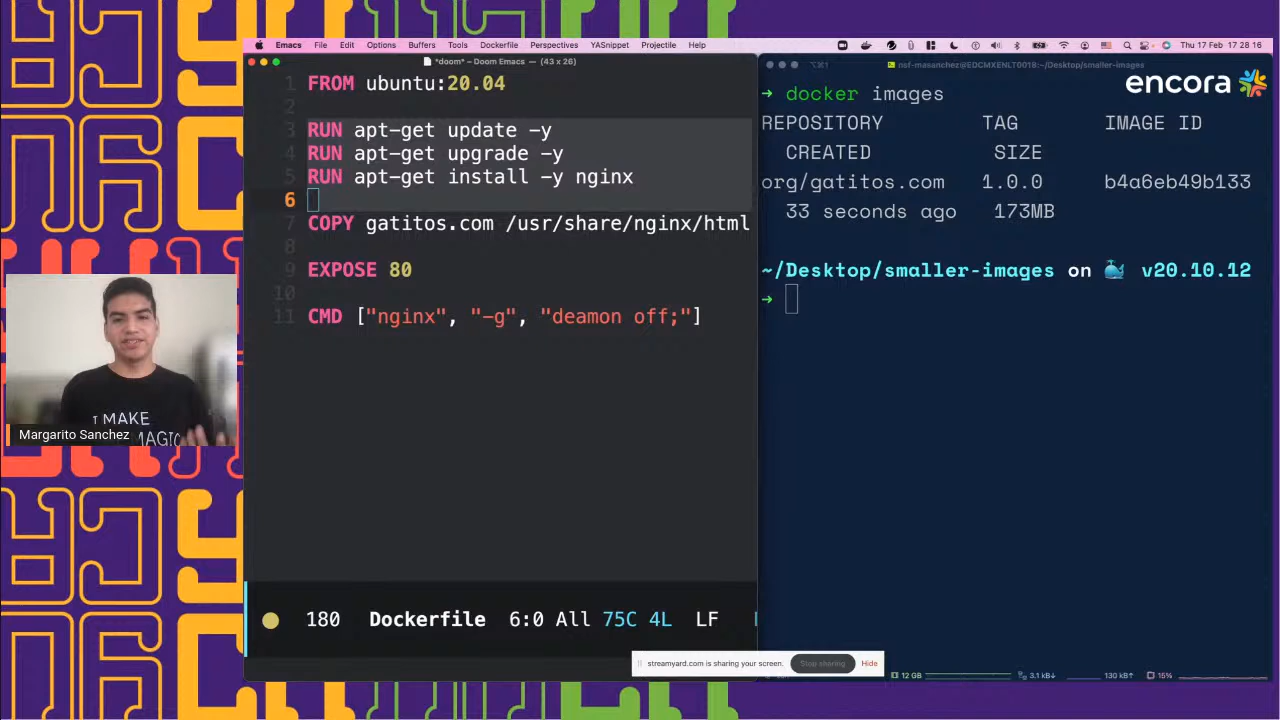 Emacs File Edit Options Buffers Tools Dockerfile Perspectives YASnippet Projectile Help
Thu 17 Feb 17 28 16
*doom* – Doom Emacs — (43 x 26)
1 FROM ubuntu:20.04
2
3 RUN apt-get update -y
4 RUN apt-get upgrade -y
5 RUN apt-get install -y nginx
6
7 COPY gatitos.com /usr/share/nginx/html
8
9 EXPOSE 80
10
11 CMD ["nginx", "-g", "deamon off;"]
180 Dockerfile 6:0 All 75C 4L LF
⌥⌘1
nsf-masanchez@EDCMXENLT0018:~/Desktop/smaller-images
encora
→ docker images
REPOSITORY TAG IMAGE ID
CREATED SIZE
org/gatitos.com 1.0.0 b4a6eb49b133
33 seconds ago 173MB
~/Desktop/smaller-images on 🐳 v20.10.12
→
I MAKE
MAGIC
Margarito Sanchez
streamyard.com is sharing your screen. Stop sharing Hide
12 GB 3.1 kB↓ 130 kB↑ 15%